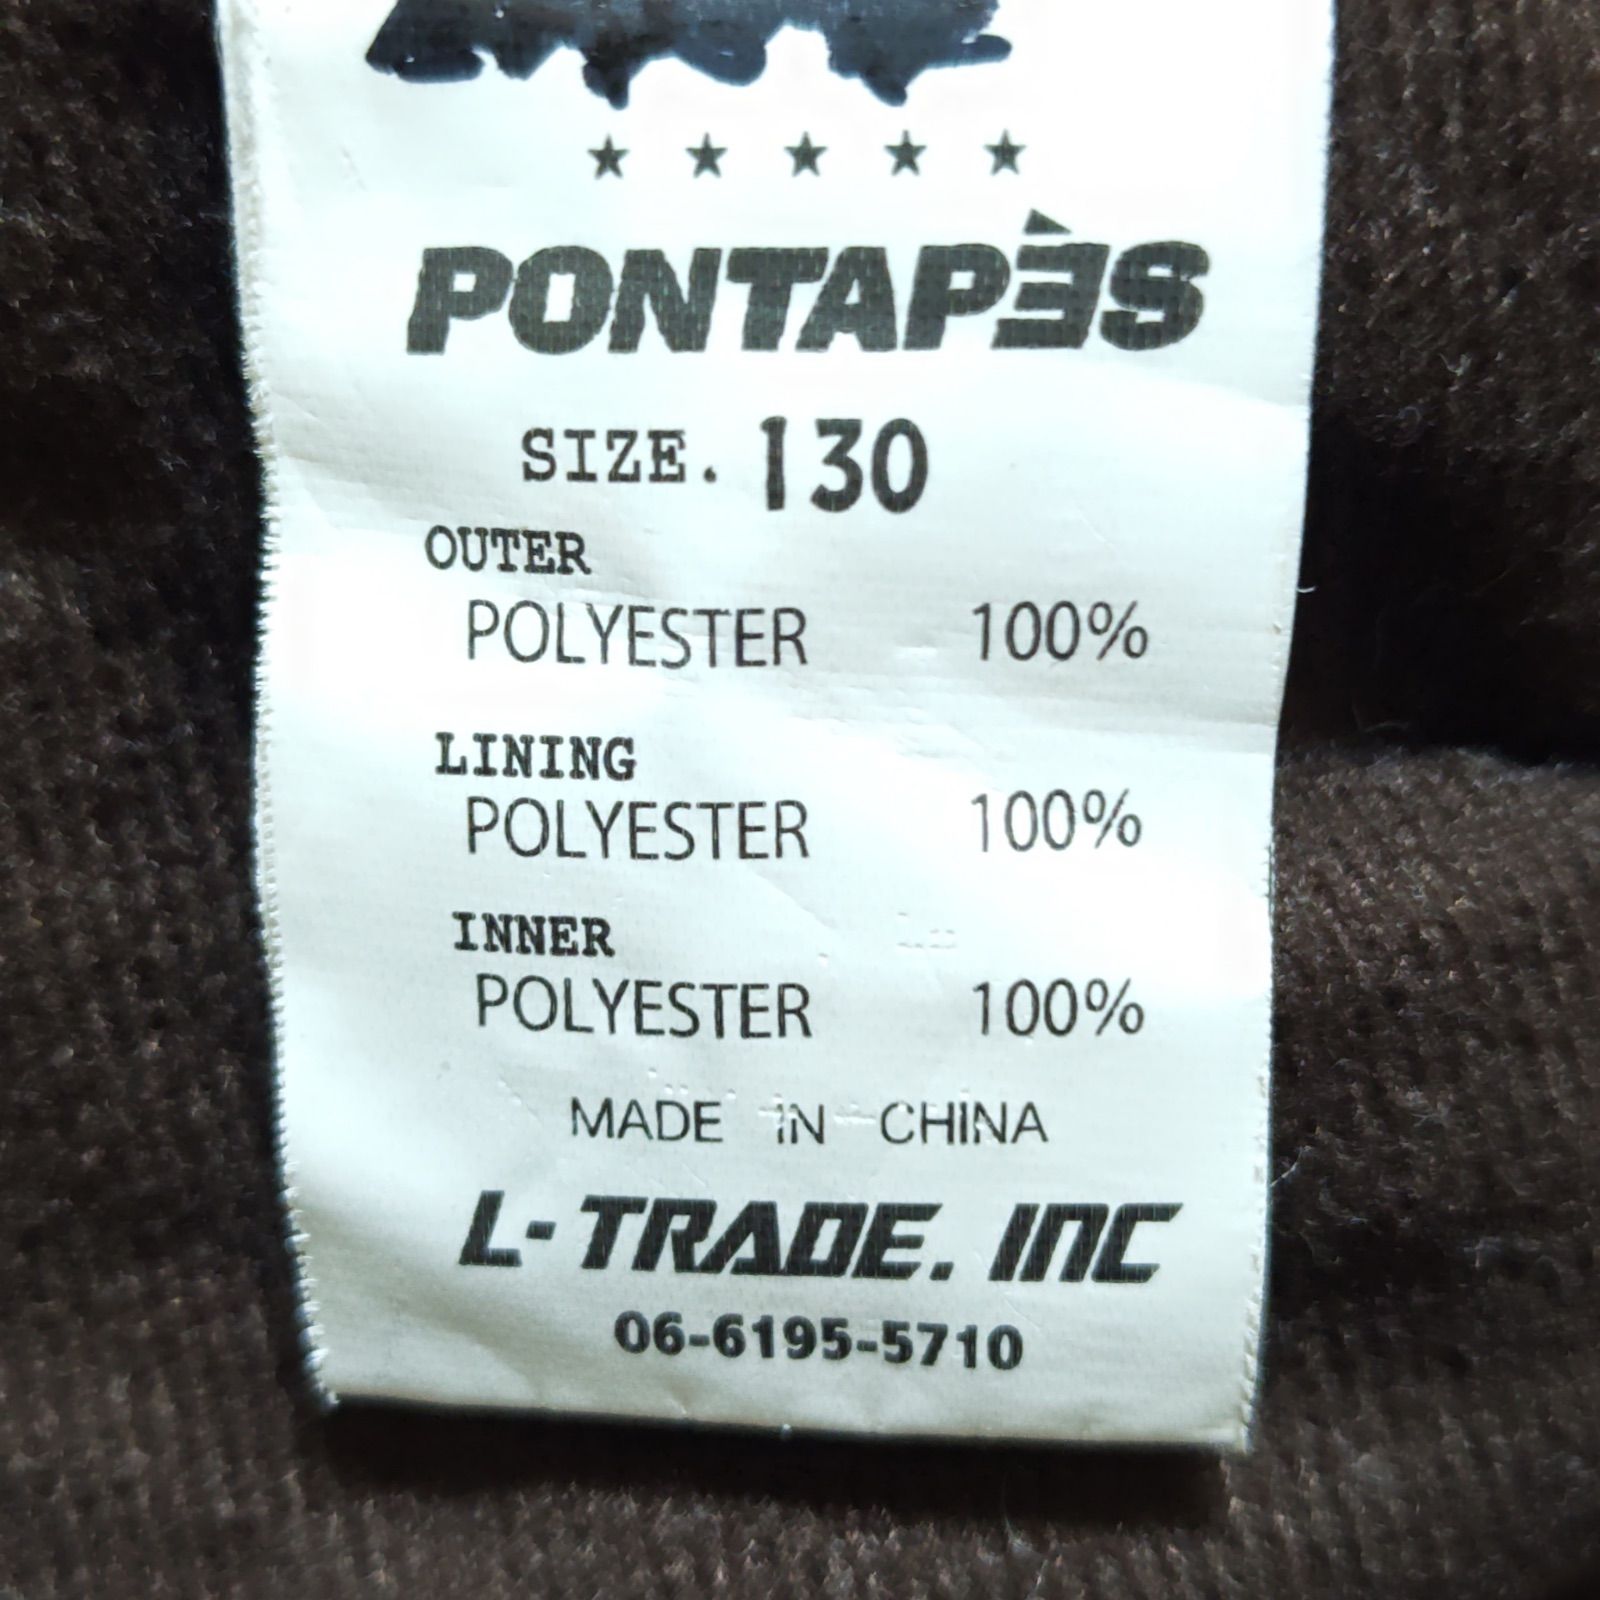 ★ ★ ★ ★ ★
PONTAPÈS
SIZE. 130
OUTER
POLYESTER 100%
LINING
POLYESTER 100%
INNER
POLYESTER 100%
MADE IN CHINA
L-TRADE. INC
06-6195-5710